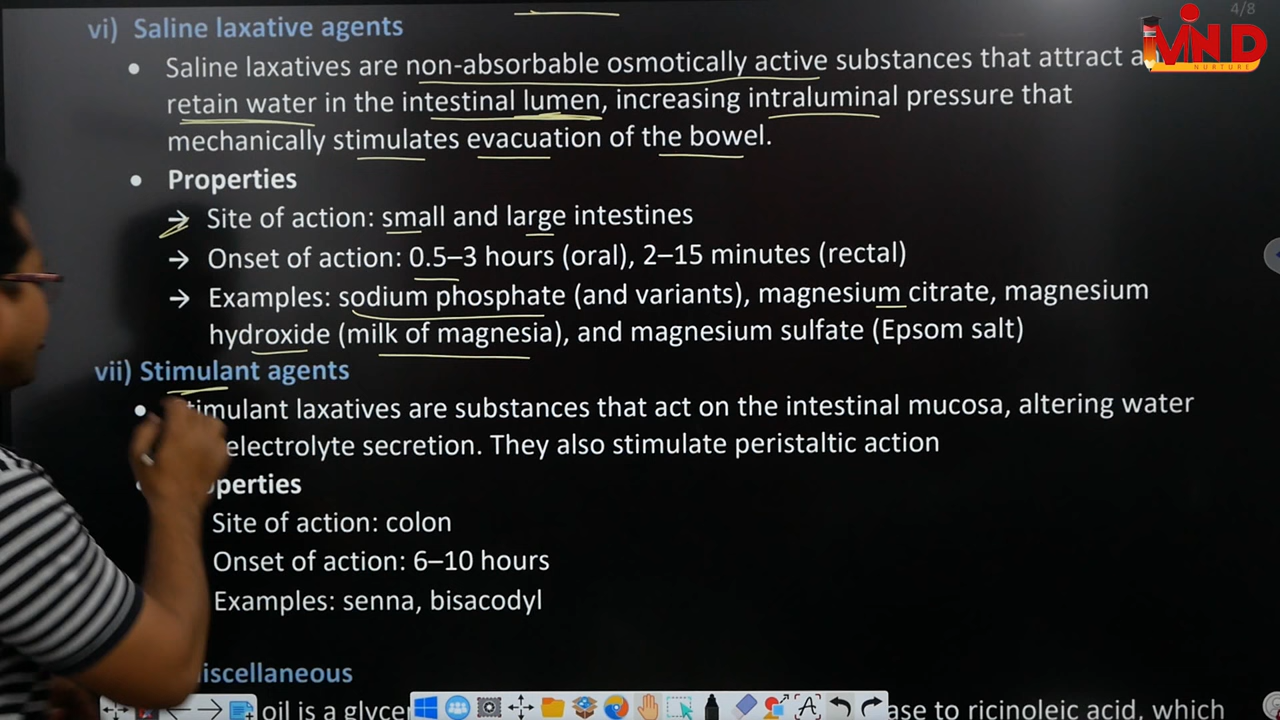 4/8
MIND
NURTURE
vi) Saline laxative agents
• Saline laxatives are non-absorbable osmotically active substances that attract
retain water in the intestinal lumen, increasing intraluminal pressure that
mechanically stimulates evacuation of the bowel.
• Properties
→ Site of action: small and large intestines
→ Onset of action: 0.5–3 hours (oral), 2–15 minutes (rectal)
→ Examples: sodium phosphate (and variants), magnesium citrate, magnesium
hydroxide (milk of magnesia), and magnesium sulfate (Epsom salt)
vii) Stimulant agents
• Stimulant laxatives are substances that act on the intestinal mucosa, altering water
electrolyte secretion. They also stimulate peristaltic action
Properties
Site of action: colon
Onset of action: 6–10 hours
Examples: senna, bisacodyl
iscellaneous
oil is a glycer ase to ricinoleic acid, which